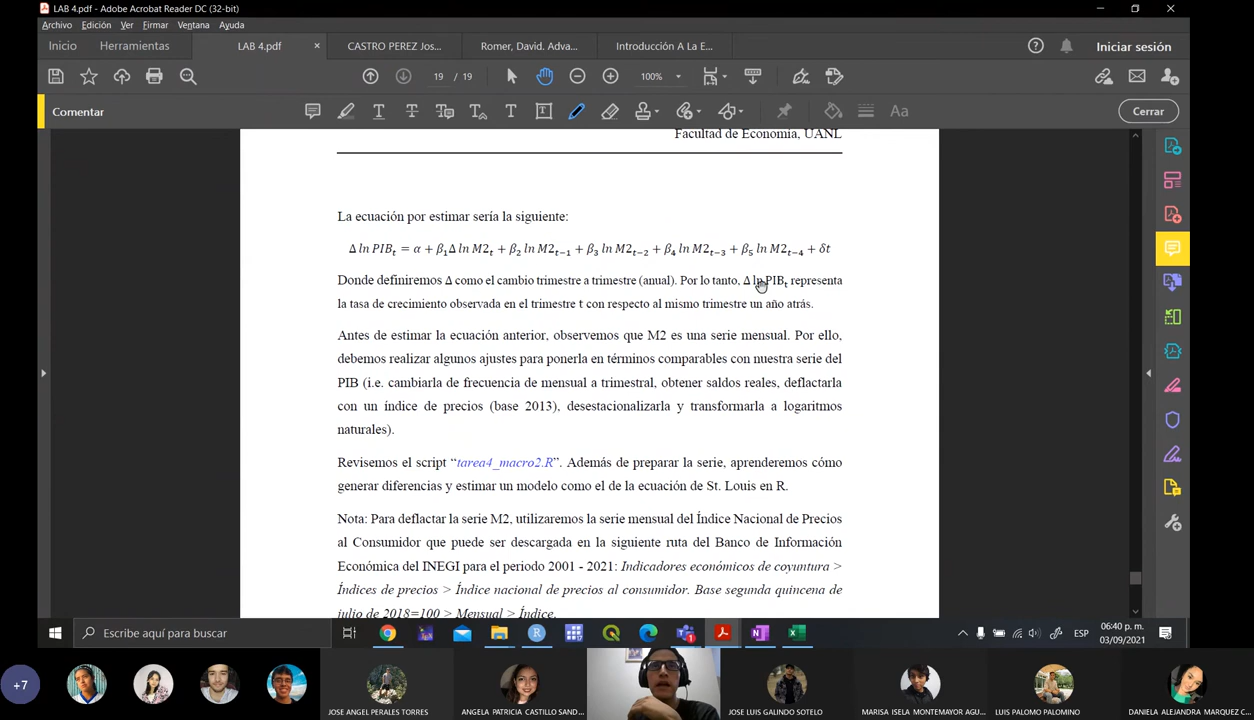 LAB 4.pdf - Adobe Acrobat Reader DC (32-bit)
Archivo Edición Ver Firmar Ventana Ayuda
Inicio Herramientas LAB 4.pdf CASTRO PEREZ Jos... Romer, David. Adva... Introducción A La E... Iniciar sesión
19 / 19 100%
Comentar Cerrar
Facultad de Economía, UANL
La ecuación por estimar sería la siguiente:
Δ ln PIBₜ = α + β₁Δ ln M2ₜ + β₂ ln M2ₜ₋₁ + β₃ ln M2ₜ₋₂ + β₄ ln M2ₜ₋₃ + β₅ ln M2ₜ₋₄ + δt
Donde definiremos Δ como el cambio trimestre a trimestre (anual). Por lo tanto, Δ lnPIBₜ representa
la tasa de crecimiento observada en el trimestre t con respecto al mismo trimestre un año atrás.
Antes de estimar la ecuación anterior, observemos que M2 es una serie mensual. Por ello,
debemos realizar algunos ajustes para ponerla en términos comparables con nuestra serie del
PIB (i.e. cambiarla de frecuencia de mensual a trimestral, obtener saldos reales, deflactarla
con un índice de precios (base 2013), desestacionalizarla y transformarla a logaritmos
naturales).
Revisemos el script “tarea4_macro2.R”. Además de preparar la serie, aprenderemos cómo
generar diferencias y estimar un modelo como el de la ecuación de St. Louis en R.
Nota: Para deflactar la serie M2, utilizaremos la serie mensual del Índice Nacional de Precios
al Consumidor que puede ser descargada en la siguiente ruta del Banco de Información
Económica del INEGI para el periodo 2001 - 2021: Indicadores económicos de coyuntura >
Índices de precios > Índice nacional de precios al consumidor. Base segunda quincena de
julio de 2018=100 > Mensual > Índice.
Escribe aquí para buscar ESP 06:40 p. m.
03/09/2021
+7
JOSE ANGEL PERALES TORRES ANGELA PATRICIA CASTILLO SAND... JOSE LUIS GALINDO SOTELO MARISA ISELA MONTEMAYOR AGU... LUIS PALOMO PALOMINO DANIELA ALEJANDRA MARQUEZ C...